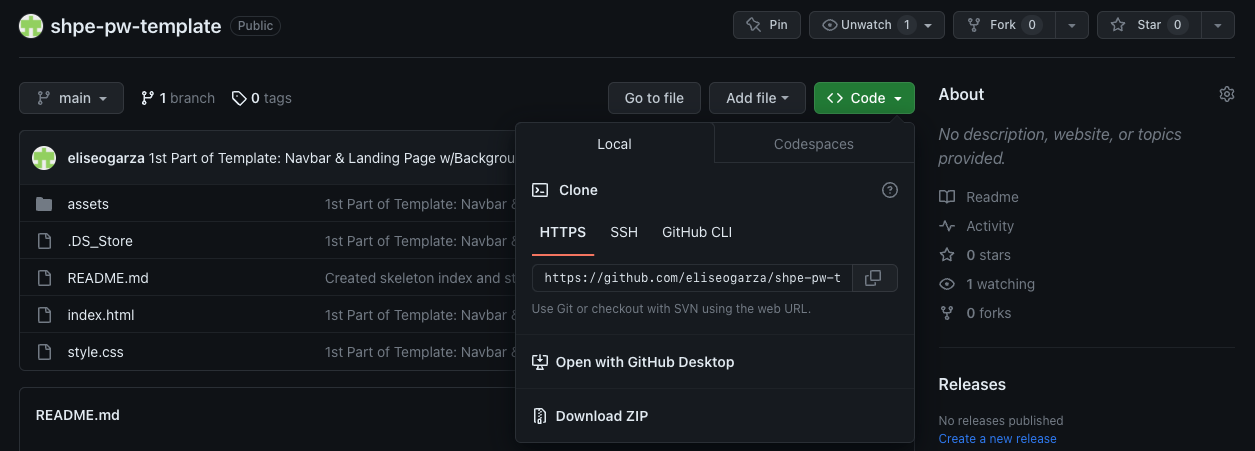 shpe-pw-template Public Pin Unwatch 1 Fork 0 Star 0
main 1 branch 0 tags Go to file Add file Code
eliseogarza 1st Part of Template: Navbar & Landing Page w/Backgrou
assets 1st Part of Template: Navbar &
.DS_Store 1st Part of Template: Navbar &
README.md Created skeleton index and st
index.html 1st Part of Template: Navbar &
style.css 1st Part of Template: Navbar &
README.md
Local Codespaces
Clone
HTTPS SSH GitHub CLI
https://github.com/eliseogarza/shpe-pw-t
Use Git or checkout with SVN using the web URL.
Open with GitHub Desktop
Download ZIP
About
No description, website, or topics
provided.
Readme
Activity
0 stars
1 watching
0 forks
Releases
No releases published
Create a new release